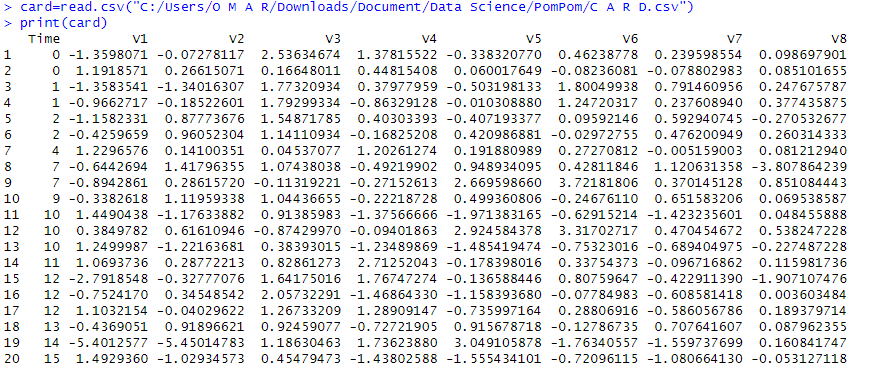 > card=read.csv("C:/Users/O M A R/Downloads/Document/Data Science/PomPom/C A R D.csv")
> print(card)
Time V1 V2 V3 V4 V5 V6 V7 V8
1 0 -1.3598071 -0.07278117 2.53634674 1.37815522 -0.338320770 0.46238778 0.239598554 0.098697901
2 0 1.1918571 0.26615071 0.16648011 0.44815408 0.060017649 -0.08236081 -0.078802983 0.085101655
3 1 -1.3583541 -1.34016307 1.77320934 0.37977959 -0.503198133 1.80049938 0.791460956 0.247675787
4 1 -0.9662717 -0.18522601 1.79299334 -0.86329128 -0.010308880 1.24720317 0.237608940 0.377435875
5 2 -1.1582331 0.87773676 1.54871785 0.40303393 -0.407193377 0.09592146 0.592940745 -0.270532677
6 2 -0.4259659 0.96052304 1.14110934 -0.16825208 0.420986881 -0.02972755 0.476200949 0.260314333
7 4 1.2296576 0.14100351 0.04537077 1.20261274 0.191880989 0.27270812 -0.005159003 0.081212940
8 7 -0.6442694 1.41796355 1.07438038 -0.49219902 0.948934095 0.42811846 1.120631358 -3.807864239
9 7 -0.8942861 0.28615720 -0.11319221 -0.27152613 2.669598660 3.72181806 0.370145128 0.851084443
10 9 -0.3382618 1.11959338 1.04436655 -0.22218728 0.499360806 -0.24676110 0.651583206 0.069538587
11 10 1.4490438 -1.17633882 0.91385983 -1.37566666 -1.971383165 -0.62915214 -1.423235601 0.048455888
12 10 0.3849782 0.61610946 -0.87429970 -0.09401863 2.924584378 3.31702717 0.470454672 0.538247228
13 10 1.2499987 -1.22163681 0.38393015 -1.23489869 -1.485419474 -0.75323016 -0.689404975 -0.227487228
14 11 1.0693736 0.28772213 0.82861273 2.71252043 -0.178398016 0.33754373 -0.096716862 0.115981736
15 12 -2.7918548 -0.32777076 1.64175016 1.76747274 -0.136588446 0.80759647 -0.422911390 -1.907107476
16 12 -0.7524170 0.34548542 2.05732291 -1.46864330 -1.158393680 -0.07784983 -0.608581418 0.003603484
17 12 1.1032154 -0.04029622 1.26733209 1.28909147 -0.735997164 0.28806916 -0.586056786 0.189379714
18 13 -0.4369051 0.91896621 0.92459077 -0.72721905 0.915678718 -0.12786735 0.707641607 0.087962355
19 14 -5.4012577 -5.45014783 1.18630463 1.73623880 3.049105878 -1.76340557 -1.559737699 0.160841747
20 15 1.4929360 -1.02934573 0.45479473 -1.43802588 -1.555434101 -0.72096115 -1.080664130 -0.053127118